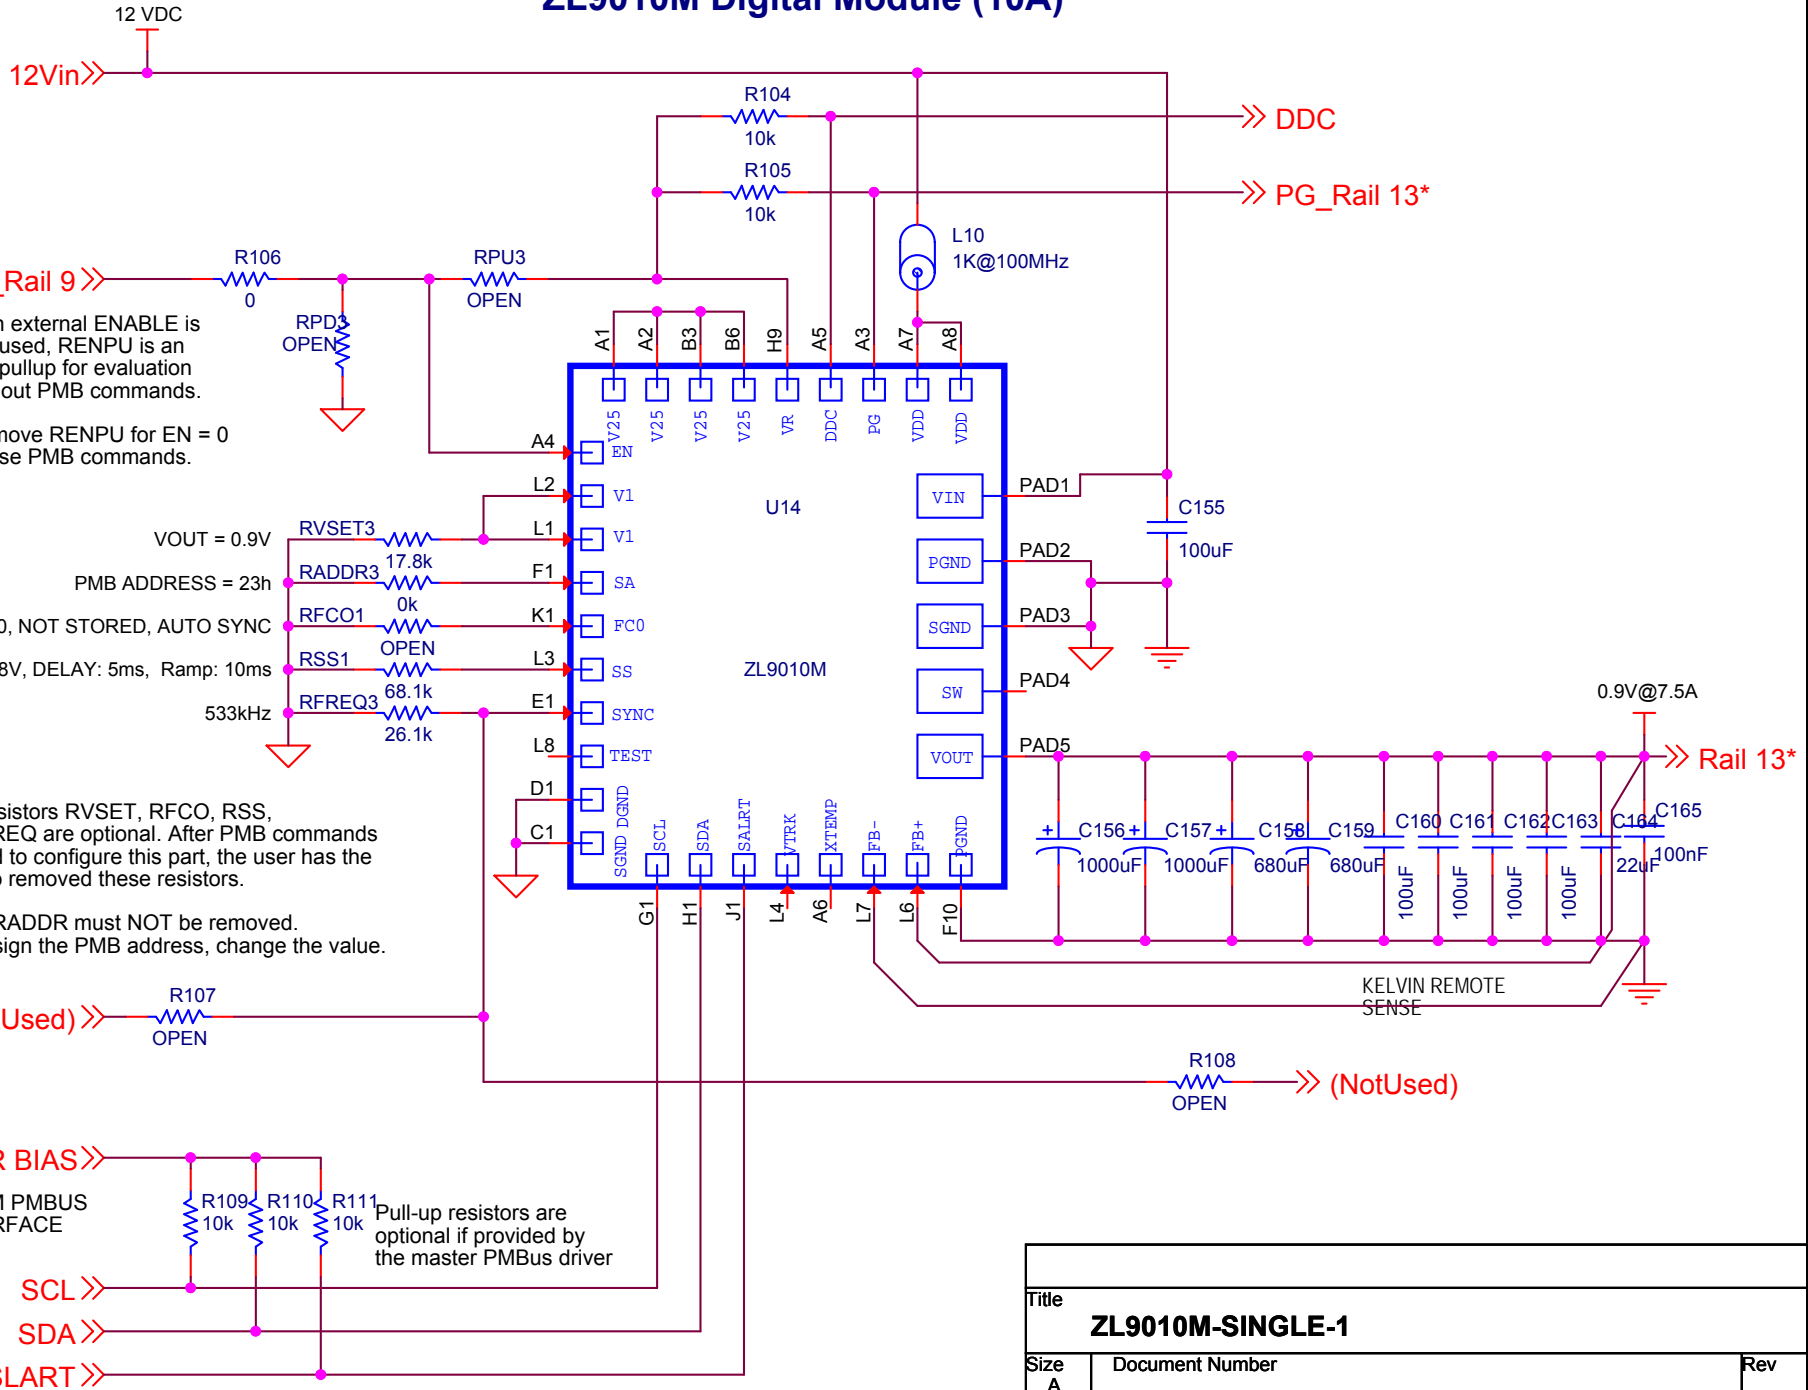 ZL9010M Digital Module (10A)
12 VDC
12Vin
R104
10k
DDC
R105
10k
PG_Rail 13*
L10
1K@100MHz
_Rail 9
R106
0
RPU3
OPEN
RPD3
OPEN
n external ENABLE is
used, RENPU is an
pullup for evaluation
out PMB commands.
move RENPU for EN = 0
se PMB commands.
A1
A2
B3
B6
H9
A5
A3
A7
A8
V25
V25
V25
V25
VR
DDC
PG
VDD
VDD
A4
EN
L2
V1
L1
V1
F1
SA
K1
FC0
L3
SS
E1
SYNC
L8
TEST
D1
DGND
C1
SGND
U14
ZL9010M
VIN
PAD1
PGND
PAD2
SGND
PAD3
SW
PAD4
VOUT
PAD5
C155
100uF
VOUT = 0.9V
RVSET3
17.8k
PMB ADDRESS = 23h
RADDR3
0k
0, NOT STORED, AUTO SYNC
RFCO1
OPEN
8V, DELAY: 5ms, Ramp: 10ms
RSS1
68.1k
533kHz
RFREQ3
26.1k
sistors RVSET, RFCO, RSS,
REQ are optional. After PMB commands
d to configure this part, the user has the
o removed these resistors.
RADDR must NOT be removed.
sign the PMB address, change the value.
SCL
SDA
SALRT
VTRK
XTEMP
FB-
FB+
PGND
G1
H1
J1
L4
A6
L7
L6
F10
0.9V@7.5A
Rail 13*
+
C156
1000uF
+
C157
1000uF
+
C158
680uF
+
C159
680uF
C160
100uF
C161
100uF
C162
100uF
C163
100uF
C164
22uF
C165
100nF
KELVIN REMOTE
SENSE
Used)
R107
OPEN
R108
OPEN
(NotUsed)
R BIAS
M PMBUS
RFACE
R109
10k
R110
10k
R111
10k
Pull-up resistors are
optional if provided by
the master PMBus driver
SCL
SDA
SLART
Title
ZL9010M-SINGLE-1
Size
A
Document Number
Rev